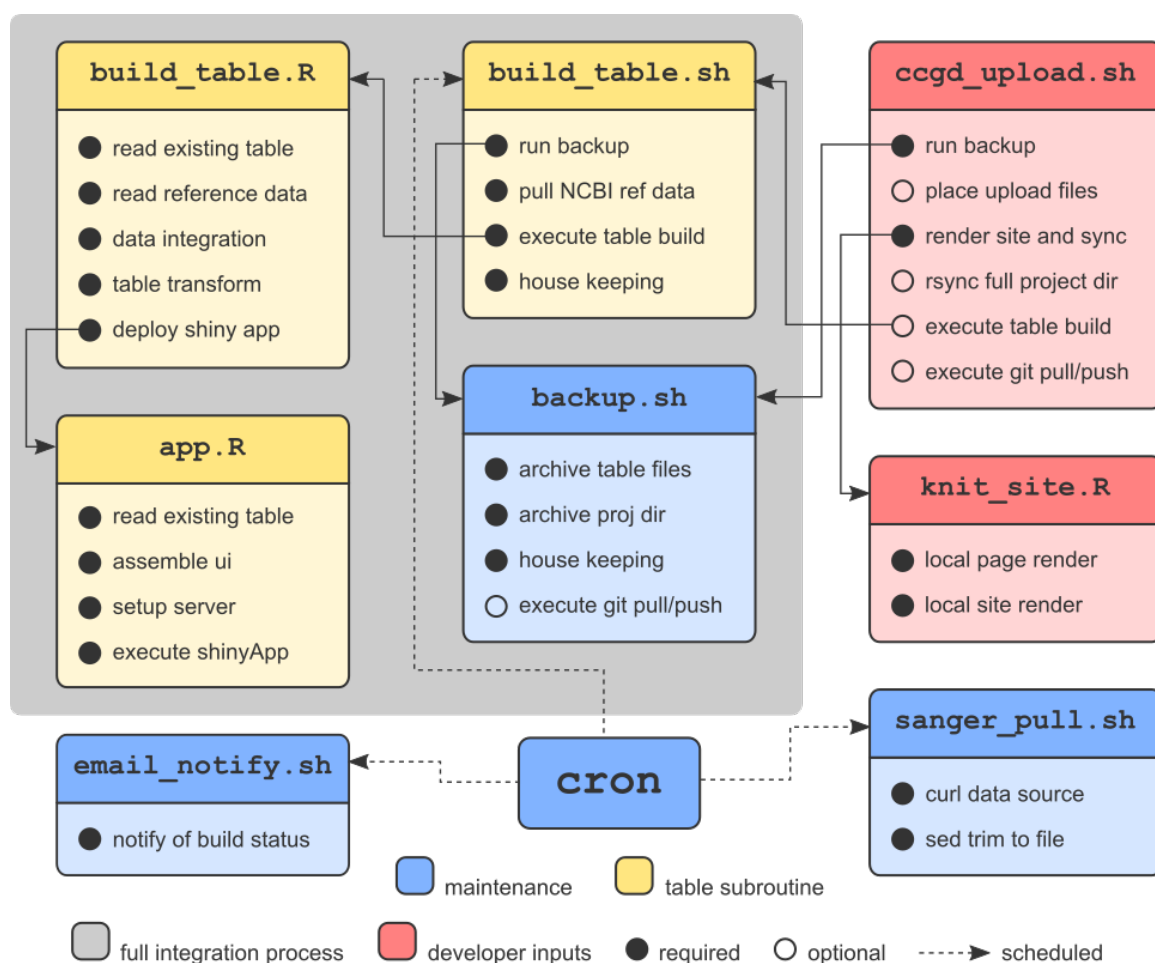 build_table.R
read existing table
read reference data
data integration
table transform
deploy shiny app
build_table.sh
run backup
pull NCBI ref data
execute table build
house keeping
ccgd_upload.sh
run backup
place upload files
render site and sync
rsync full project dir
execute table build
execute git pull/push
app.R
read existing table
assemble ui
setup server
execute shinyApp
backup.sh
archive table files
archive proj dir
house keeping
execute git pull/push
knit_site.R
local page render
local site render
email_notify.sh
notify of build status
cron
sanger_pull.sh
curl data source
sed trim to file
maintenance
table subroutine
full integration process
developer inputs
required
optional
scheduled